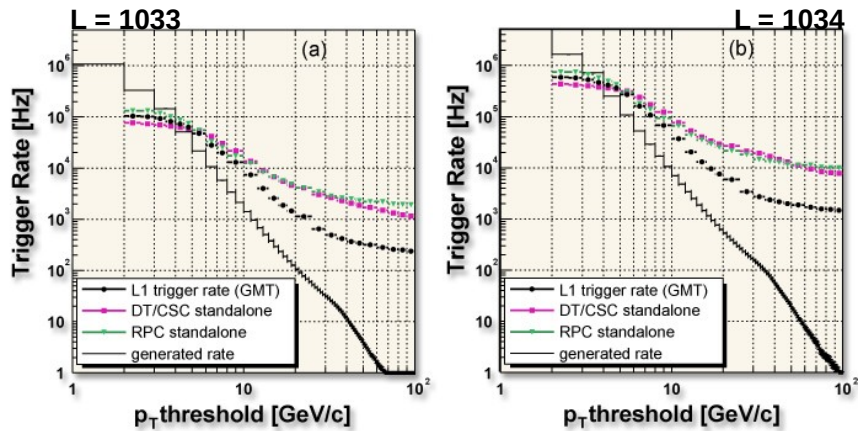 L = 1033
L = 1034
(a)
Trigger Rate [Hz]
10⁶
10⁵
10⁴
10³
10²
10
1
L1 trigger rate (GMT)
DT/CSC standalone
RPC standalone
generated rate
1
10
10²
pT threshold [GeV/c]
(b)
Trigger Rate [Hz]
10⁶
10⁵
10⁴
10³
10²
10
1
L1 trigger rate (GMT)
DT/CSC standalone
RPC standalone
generated rate
1
10
10²
pT threshold [GeV/c]